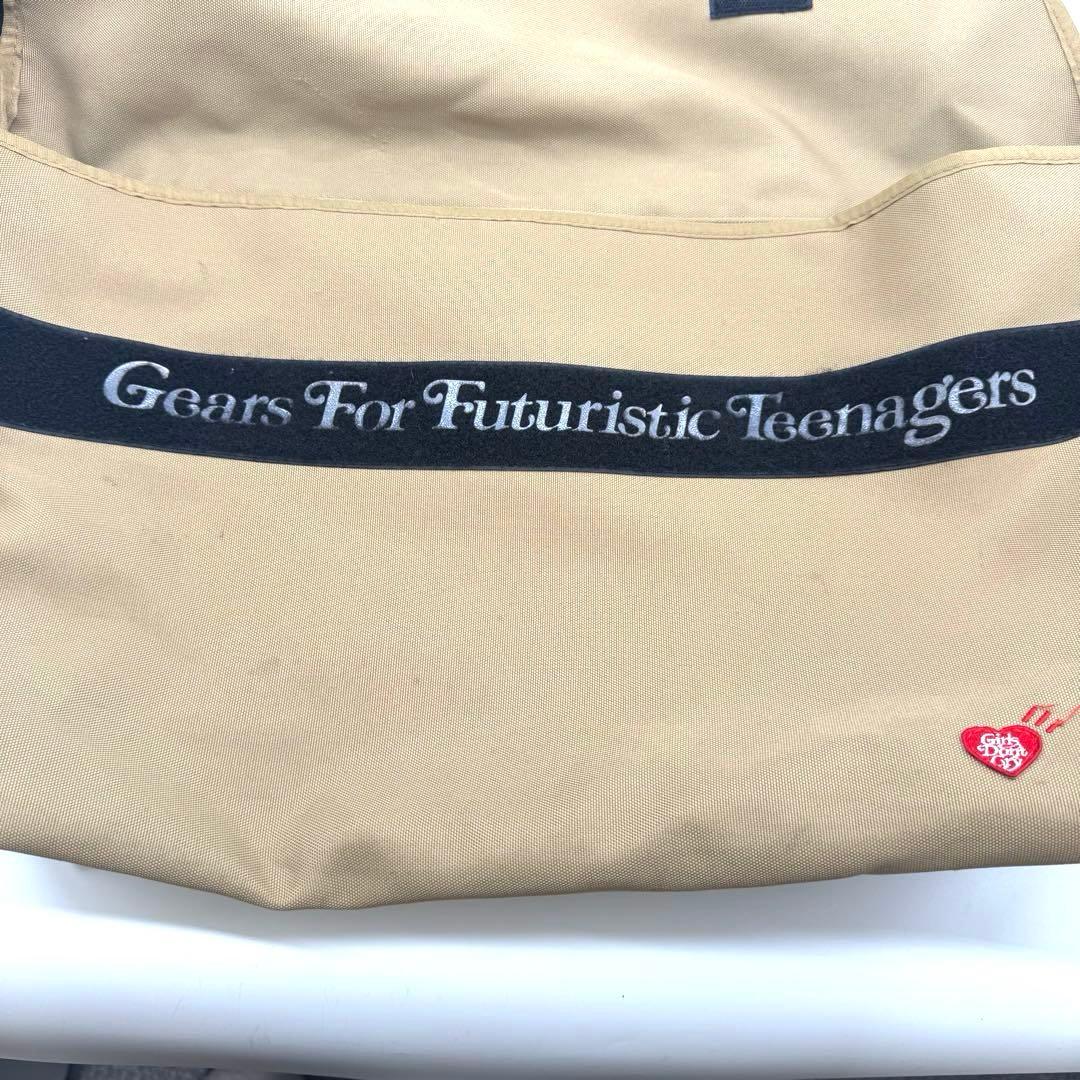 Gears For Futuristic Teenagers
Girls
Don't
Cry